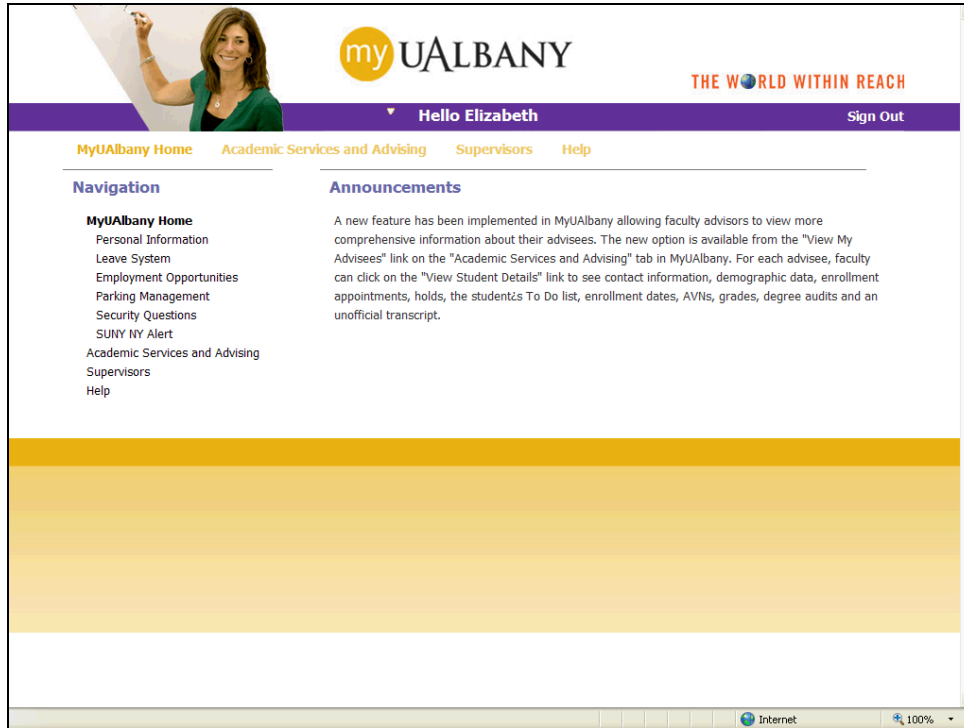 my UALBANY
THE WORLD WITHIN REACH
Hello Elizabeth
Sign Out
MyUAlbany Home Academic Services and Advising Supervisors Help
Navigation
MyUAlbany Home
Personal Information
Leave System
Employment Opportunities
Parking Management
Security Questions
SUNY NY Alert
Academic Services and Advising
Supervisors
Help
Announcements
A new feature has been implemented in MyUAlbany allowing faculty advisors to view more
comprehensive information about their advisees. The new option is available from the "View My
Advisees" link on the "Academic Services and Advising" tab in MyUAlbany. For each advisee, faculty
can click on the "View Student Details" link to see contact information, demographic data, enrollment
appointments, holds, the student¿s To Do list, enrollment dates, AVNs, grades, degree audits and an
unofficial transcript.
Internet
100%